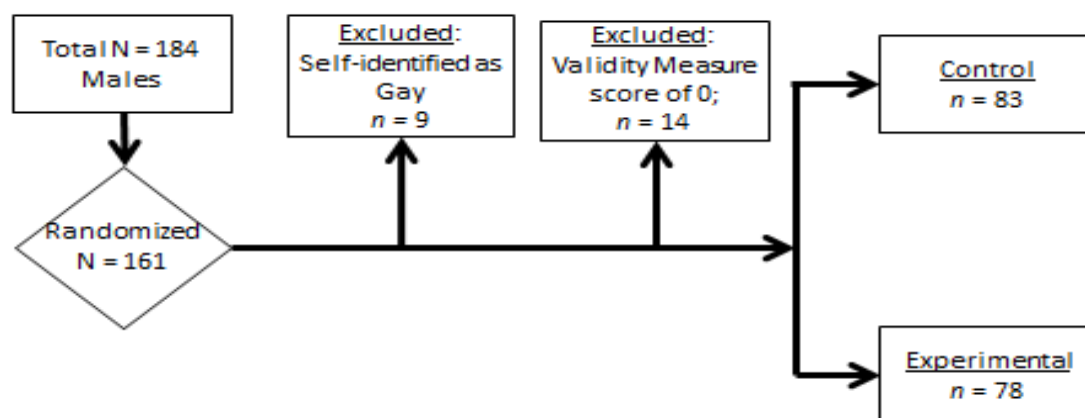 Total N = 184
Males
Excluded:
Self-identified as
Gay
n = 9
Excluded:
Validity Measure
score of 0;
n = 14
Control
n = 83
Randomized
N = 161
Experimental
n = 78